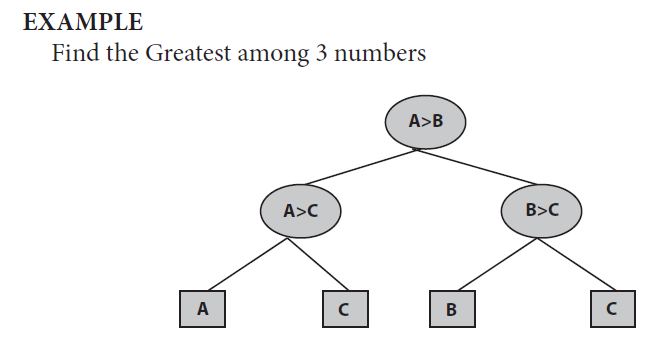 EXAMPLE
Find the Greatest among 3 numbers
A>B
A>C
B>C
A
C
B
C